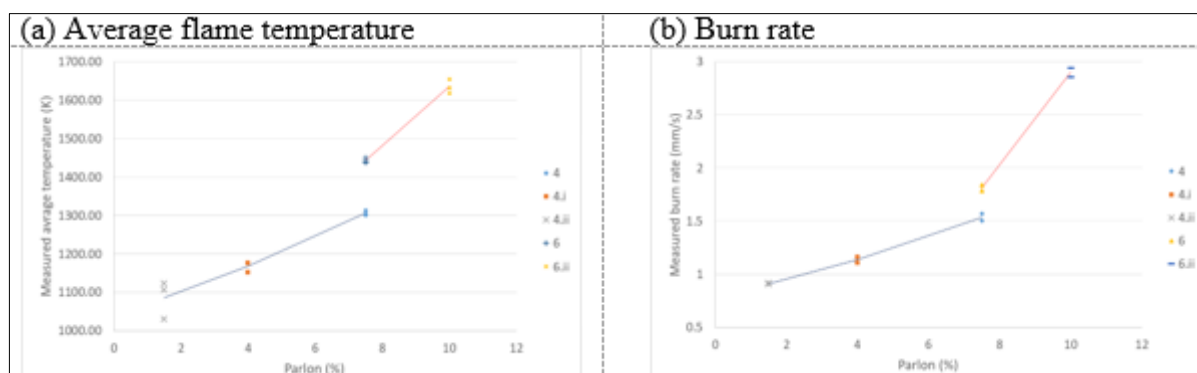 (a) Average flame temperature
(b) Burn rate
1700.00
1600.00
1500.00
1400.00
1300.00
1200.00
1100.00
1000.00
Measured avrage temperature (K)
0 2 4 6 8 10 12
Parlon (%)
4
4.i
4.ii
6
6.ii
3
2.5
2
1.5
1
0.5
Measured burn rate (mm/s)
0 2 4 6 8 10 12
Parlon (%)
4
4.i
4.ii
6
6.ii